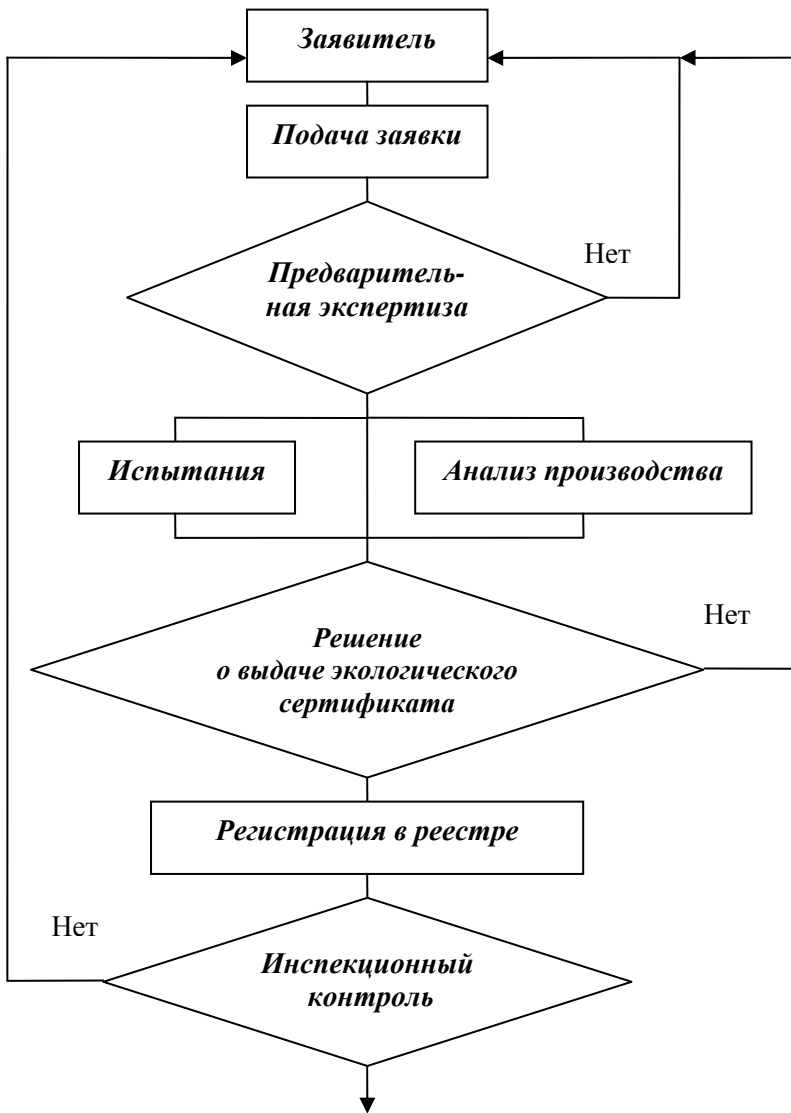 Заявитель
Подача заявки
Нет
Предваритель-
ная экспертиза
Испытания
Анализ производства
Нет
Решение
о выдаче экологического
сертификата
Регистрация в реестре
Нет
Инспекционный
контроль